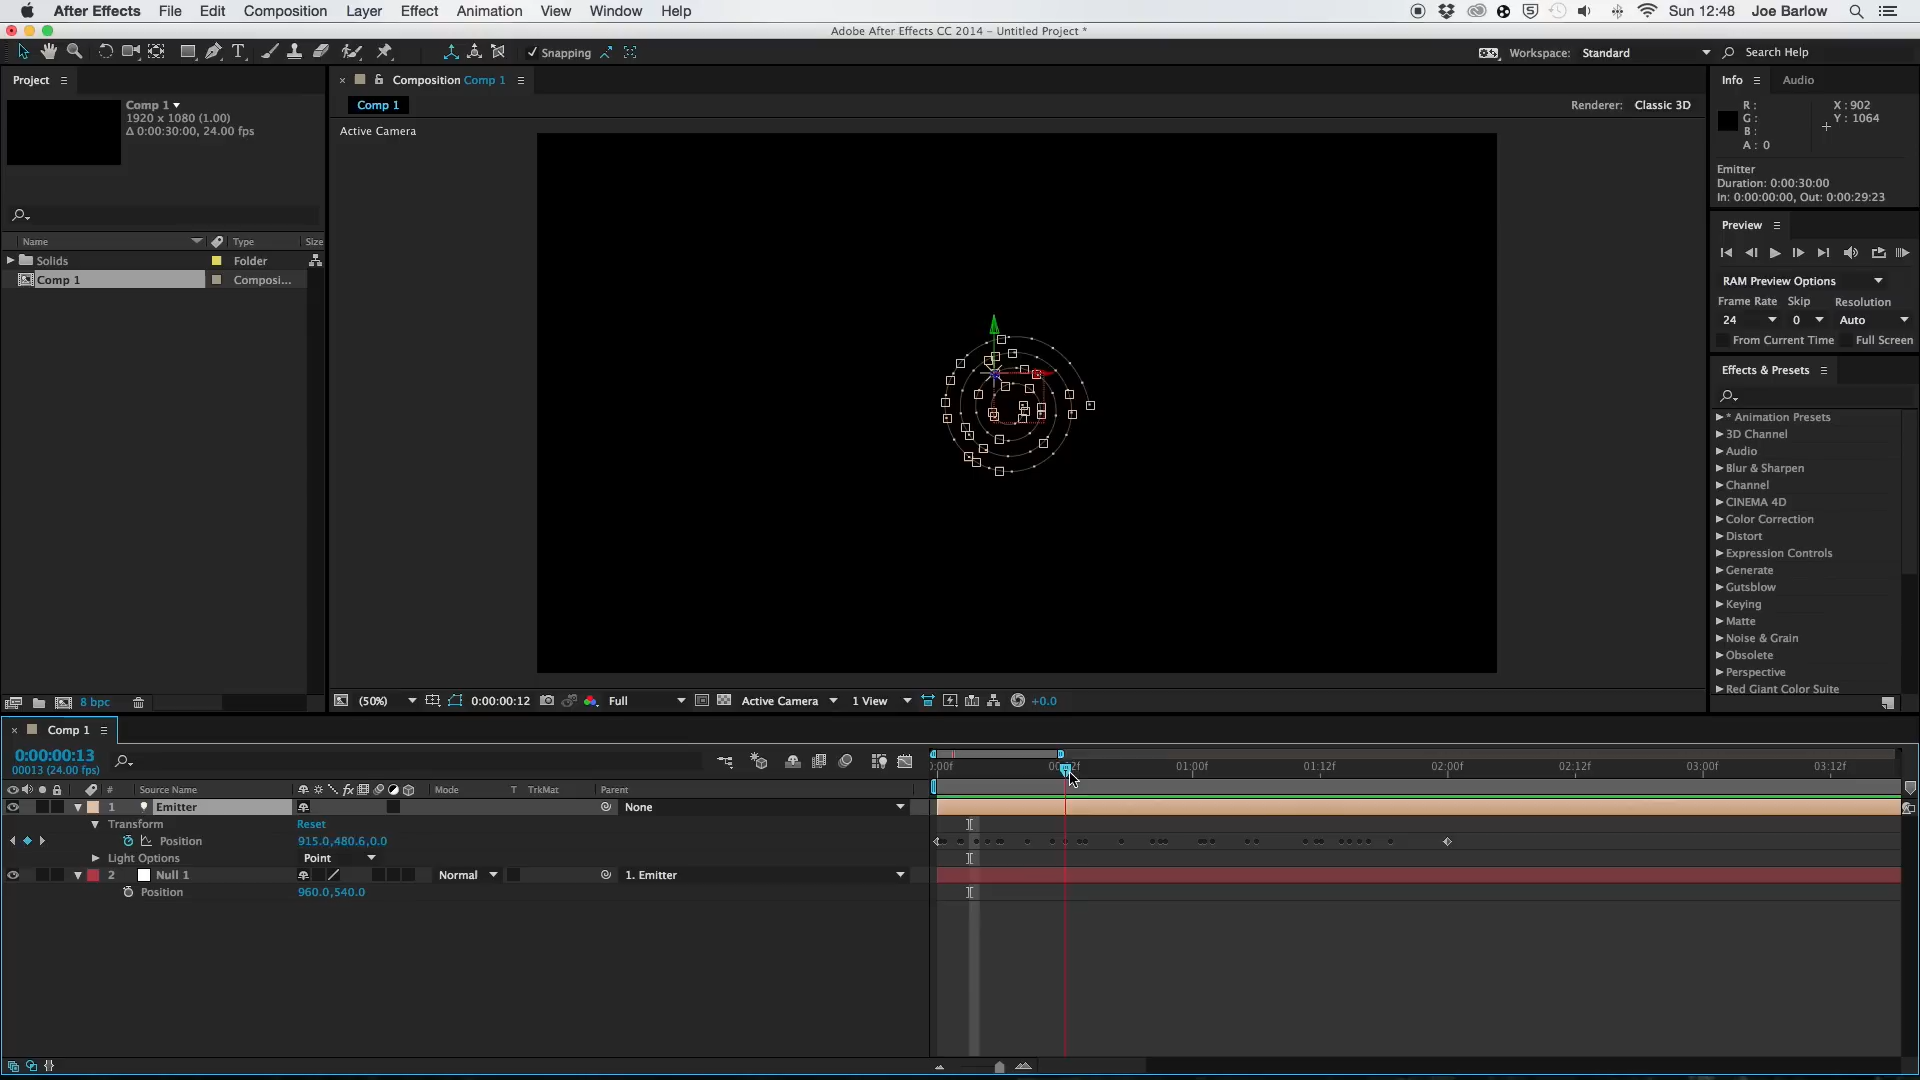 After Effects File Edit Composition Layer Effect Animation View Window Help Sun 12:48 Joe Barlow
Adobe After Effects CC 2014 – Untitled Project *
Snapping Workspace: Standard Search Help
Project
Comp 1
1920 x 1080 (1.00)
Δ 0:00:30:00, 24.00 fps
Name Type Size
Solids Folder
Comp 1 Composi...
8 bpc
Composition Comp 1
Comp 1
Renderer: Classic 3D
Active Camera
(50%) 0:00:00:12 Full Active Camera 1 View +0.0
Info Audio
R :
G :
B :
A : 0
X : 902
Y : 1064
Emitter
Duration: 0:00:30:00
In: 0:00:00:00, Out: 0:00:29:23
Preview
RAM Preview Options
Frame Rate Skip Resolution
24 0 Auto
From Current Time Full Screen
Effects & Presets
* Animation Presets
3D Channel
Audio
Blur & Sharpen
Channel
CINEMA 4D
Color Correction
Distort
Expression Controls
Generate
Gutsblow
Keying
Matte
Noise & Grain
Obsolete
Perspective
Red Giant Color Suite
Comp 1
0:00:00:13
00013 (24.00 fps)
:00f 01:00f 01:12f 02:00f 02:12f 03:00f 03:12f
# Source Name Mode T TrkMat Parent
1 Emitter None
Transform Reset
Position 915.0,480.6,0.0
Light Options Point
2 Null 1 Normal 1. Emitter
Position 960.0,540.0